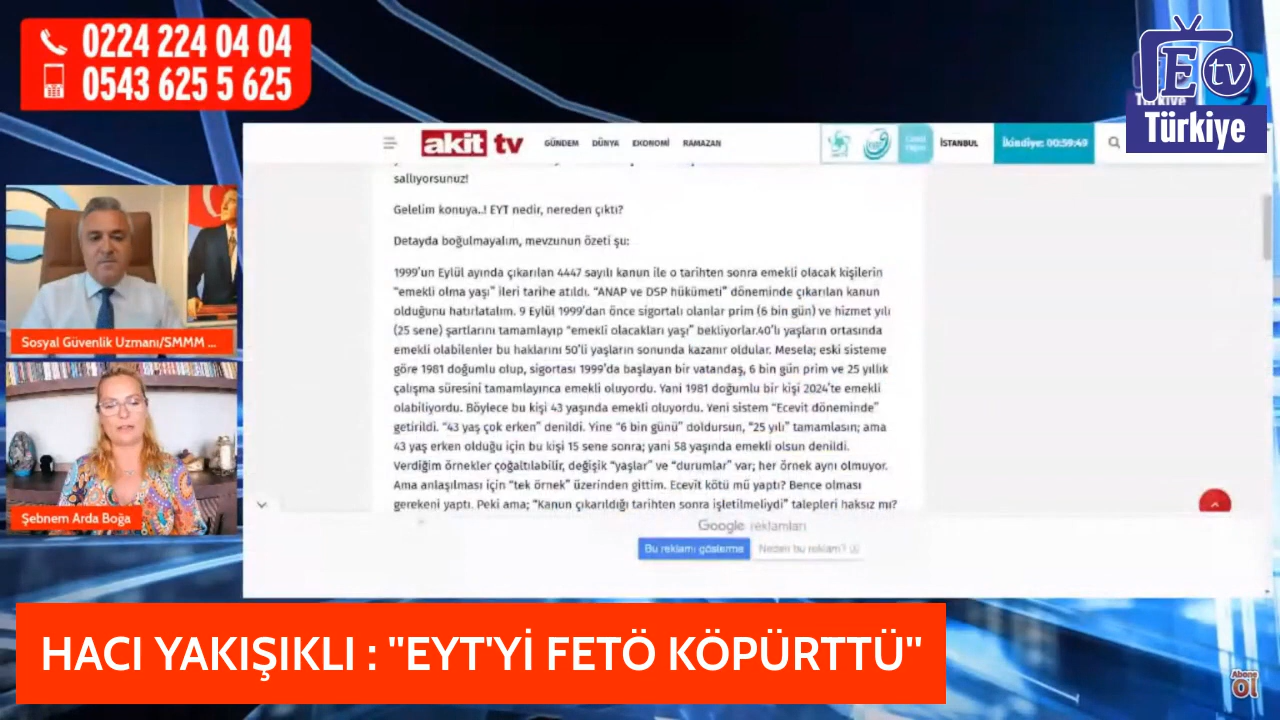 0224 224 04 04
0543 625 5 625
E tv
Türkiye
Türkiye
akit tv
GÜNDEM DÜNYA EKONOMİ RAMAZAN
İSTANBUL
İkindiye: 00:59:49
sallıyorsunuz!
Gelelim konuya..! EYT nedir, nereden çıktı?
Detayda boğulmayalım, mevzunun özeti şu:
1999'un Eylül ayında çıkarılan 4447 sayılı kanun ile o tarihten sonra emekli olacak kişilerin
"emekli olma yaşı" ileri tarihe atıldı. "ANAP ve DSP hükümeti" döneminde çıkarılan kanun
olduğunu hatırlatalım. 9 Eylül 1999'dan önce sigortalı olanlar prim (6 bin gün) ve hizmet yılı
(25 sene) şartlarını tamamlayıp "emekli olacakları yaşı" bekliyorlar.40'lı yaşların ortasında
emekli olabilenler bu haklarını 50'li yaşların sonunda kazanır oldular. Mesela; eski sisteme
göre 1981 doğumlu olup, sigortası 1999'da başlayan bir vatandaş, 6 bin gün prim ve 25 yıllık
çalışma süresini tamamlayınca emekli oluyordu. Yani 1981 doğumlu bir kişi 2024'te emekli
olabiliyordu. Böylece bu kişi 43 yaşında emekli oluyordu. Yeni sistem "Ecevit döneminde"
getirildi. "43 yaş çok erken" denildi. Yine "6 bin günü" doldursun, "25 yılı" tamamlasın; ama
43 yaş erken olduğu için bu kişi 15 sene sonra; yani 58 yaşında emekli olsun denildi.
Verdiğim örnekler çoğaltılabilir, değişik "yaşlar" ve "durumlar" var; her örnek aynı olmuyor.
Ama anlaşılması için "tek örnek" üzerinden gittim. Ecevit kötü mü yaptı? Bence olması
gerekeni yaptı. Peki ama; "Kanun çıkarıldığı tarihten sonra işletilmeliydi" talepleri haksız mı?
Google reklamları
Bu reklamı gösterme
Neden bu reklam?
Sosyal Güvenlik Uzmanı/SMMM ...
Şebnem Arda Boğa
HACI YAKIŞIKLI : "EYT'Yİ FETÖ KÖPÜRTTÜ"
Abone
ol